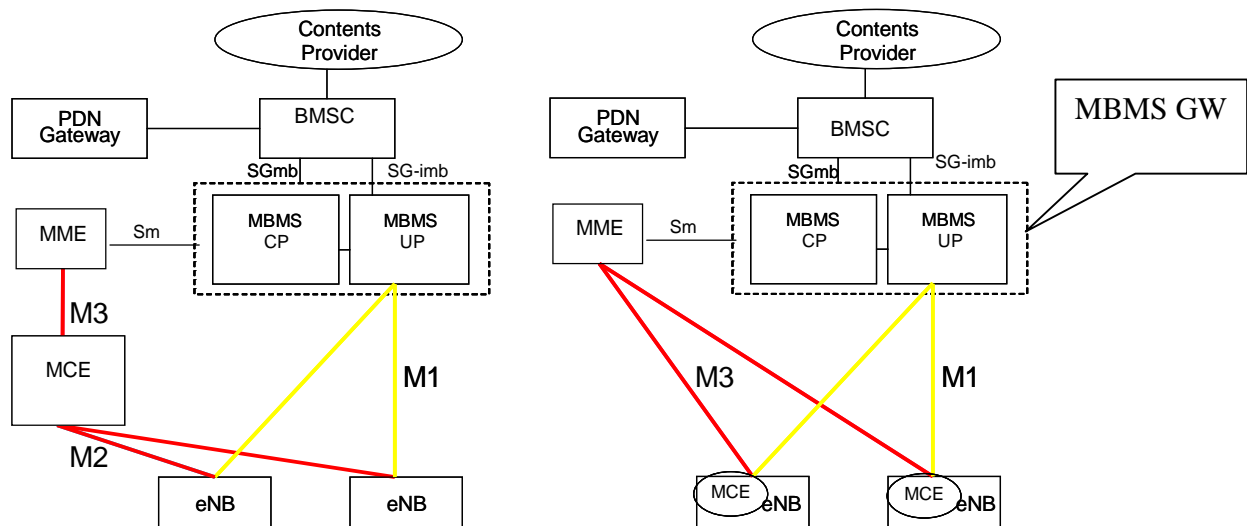 Contents
Provider
PDN
Gateway
BMSC
SGmb
SG-imb
MBMS
CP
MBMS
UP
MME
Sm
M3
MCE
M1
M2
eNB
eNB
Contents
Provider
MBMS GW
PDN
Gateway
BMSC
SGmb
SG-imb
MBMS
CP
MBMS
UP
MME
Sm
M3
M1
MCE
eNB
MCE
eNB